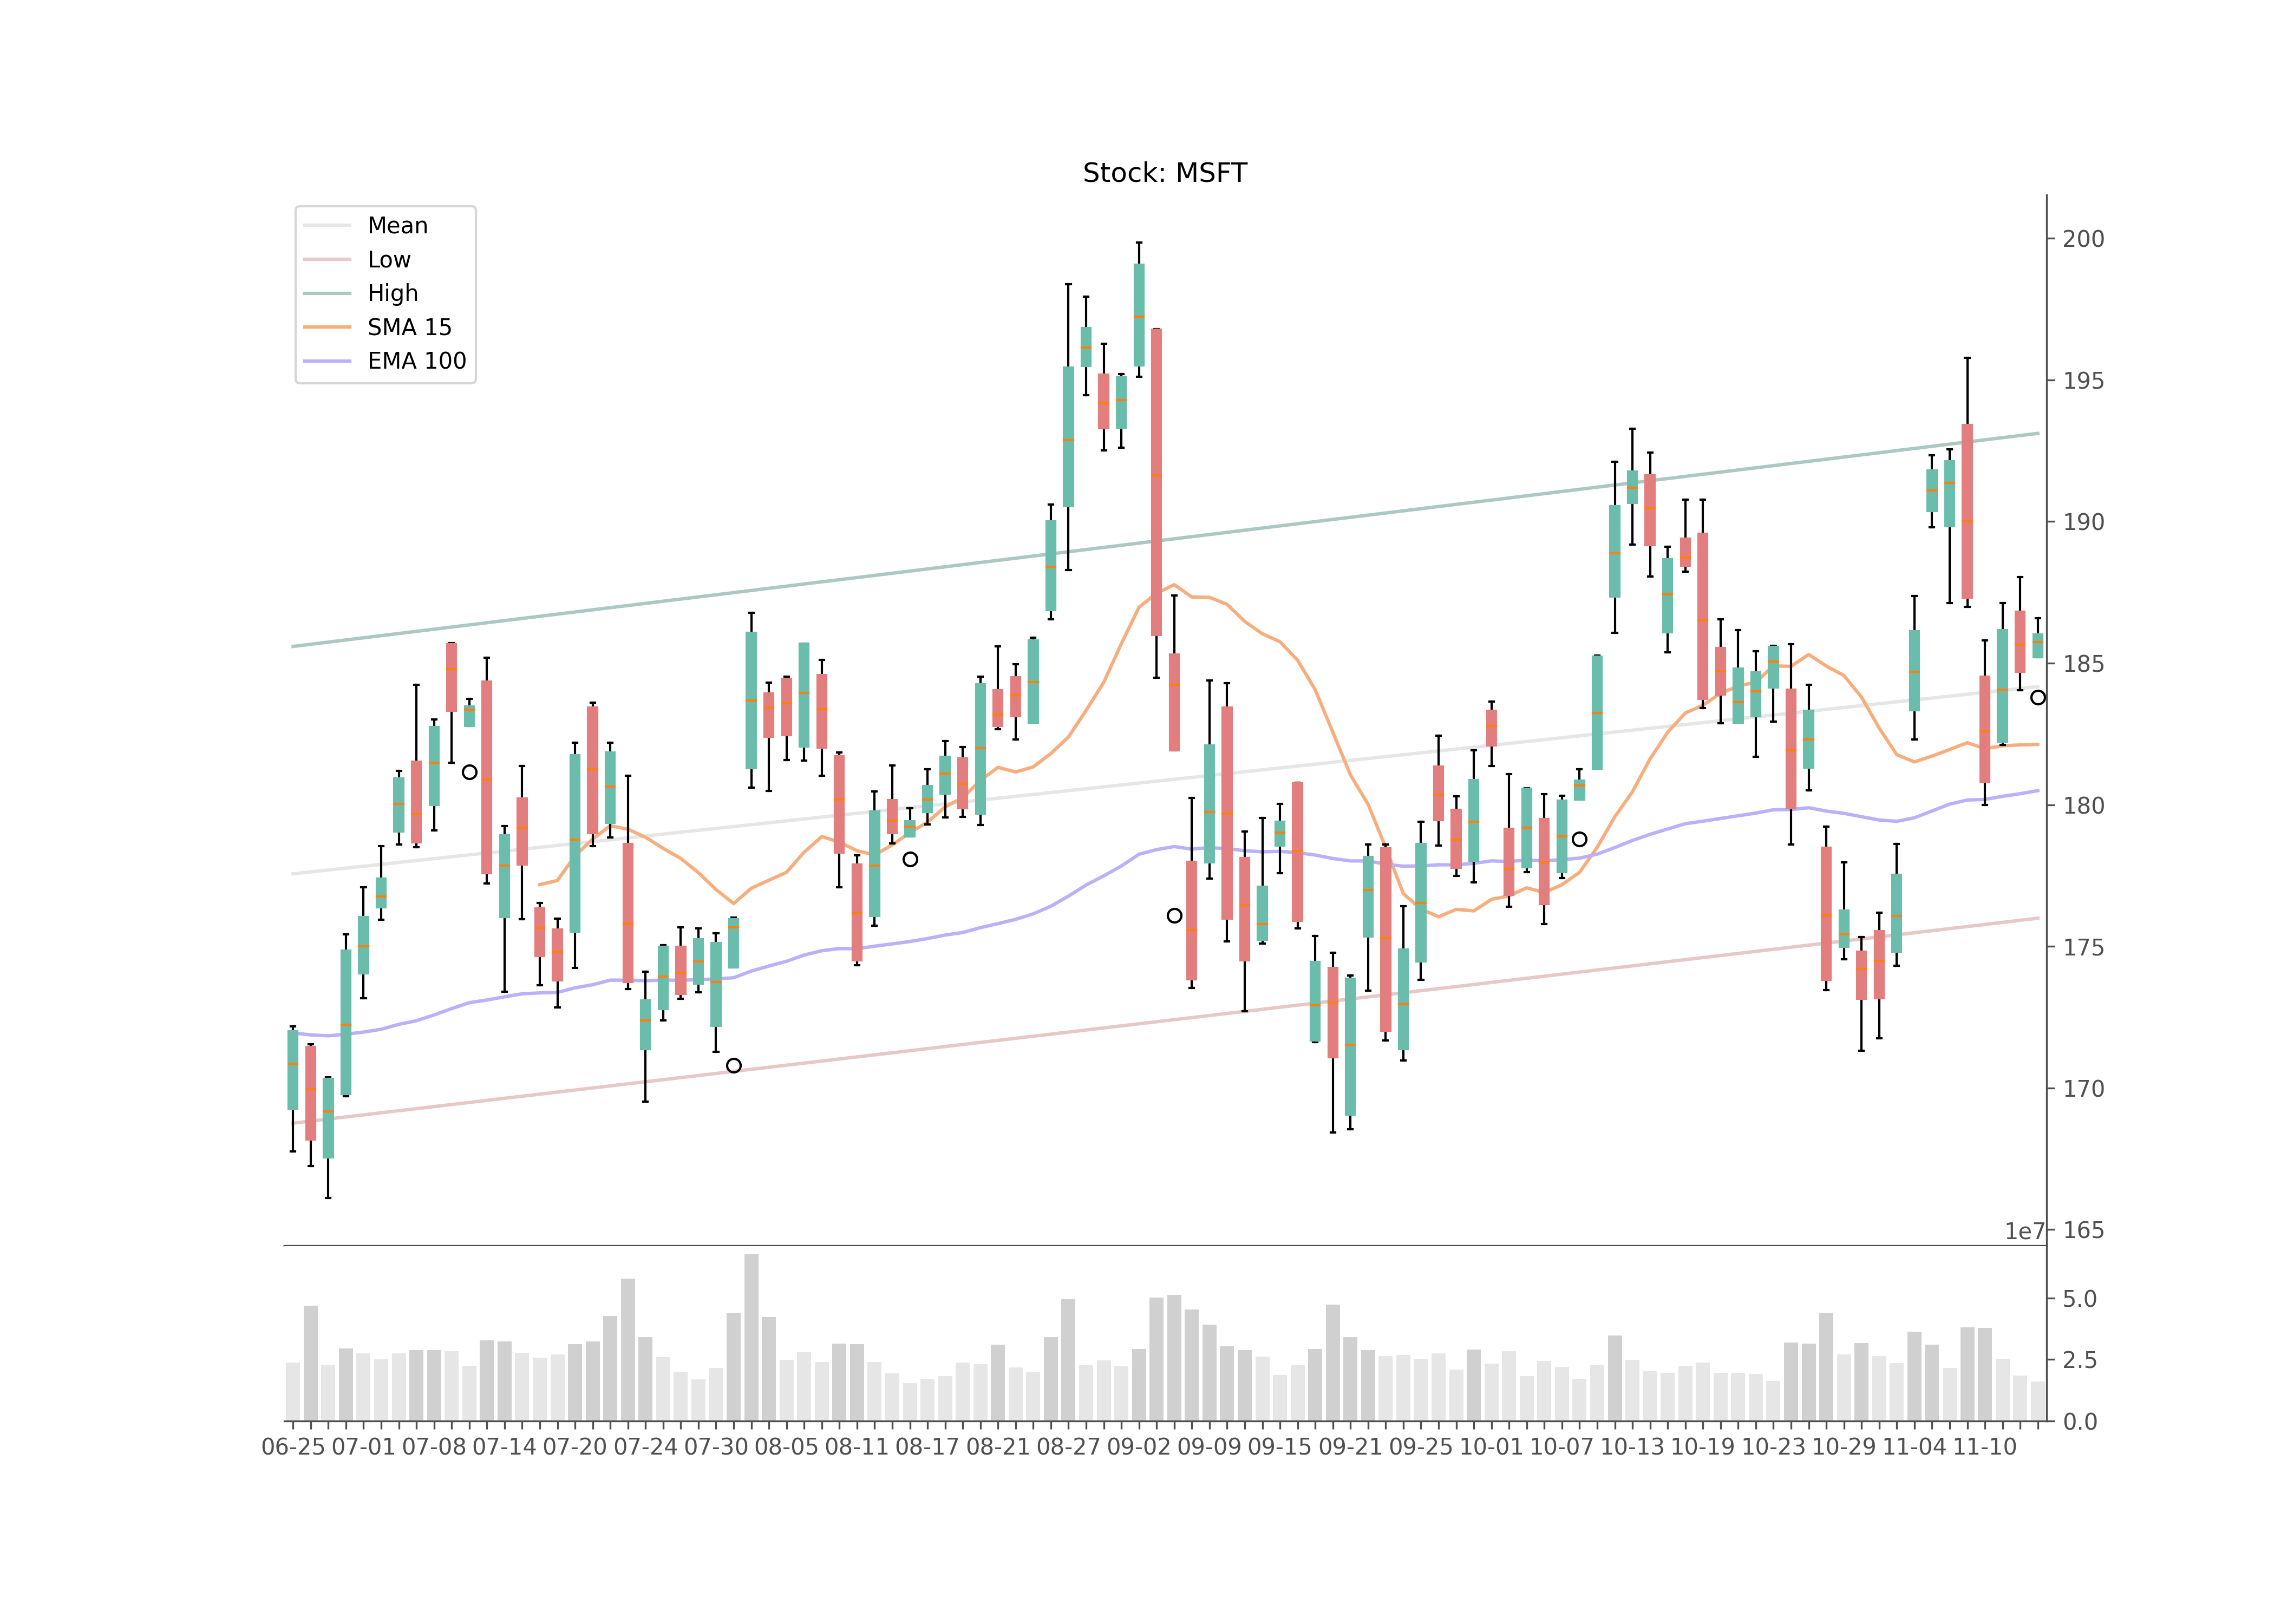 Stock: MSFT
Mean
Low
High
SMA 15
EMA 100
200
195
190
185
180
175
170
165
1e7
5.0
2.5
0.0
06-25 07-01 07-08 07-14 07-20 07-24 07-30 08-05 08-11 08-17 08-21 08-27 09-02 09-09 09-15 09-21 09-25 10-01 10-07 10-13 10-19 10-23 10-29 11-04 11-10